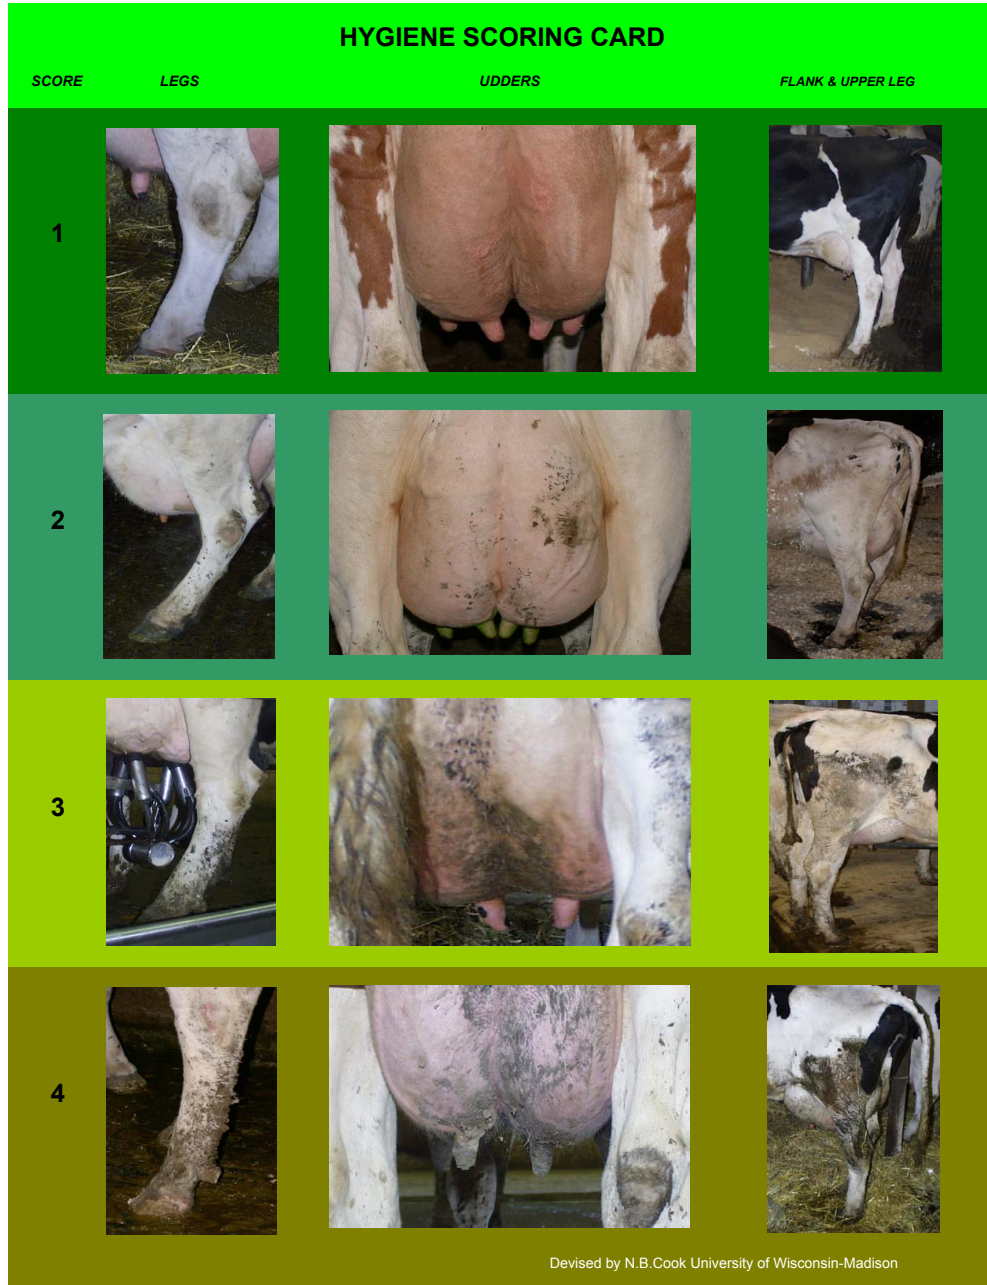 HYGIENE SCORING CARD
SCORE LEGS UDDERS FLANK & UPPER LEG
1
2
3
4
Devised by N.B.Cook University of Wisconsin-Madison